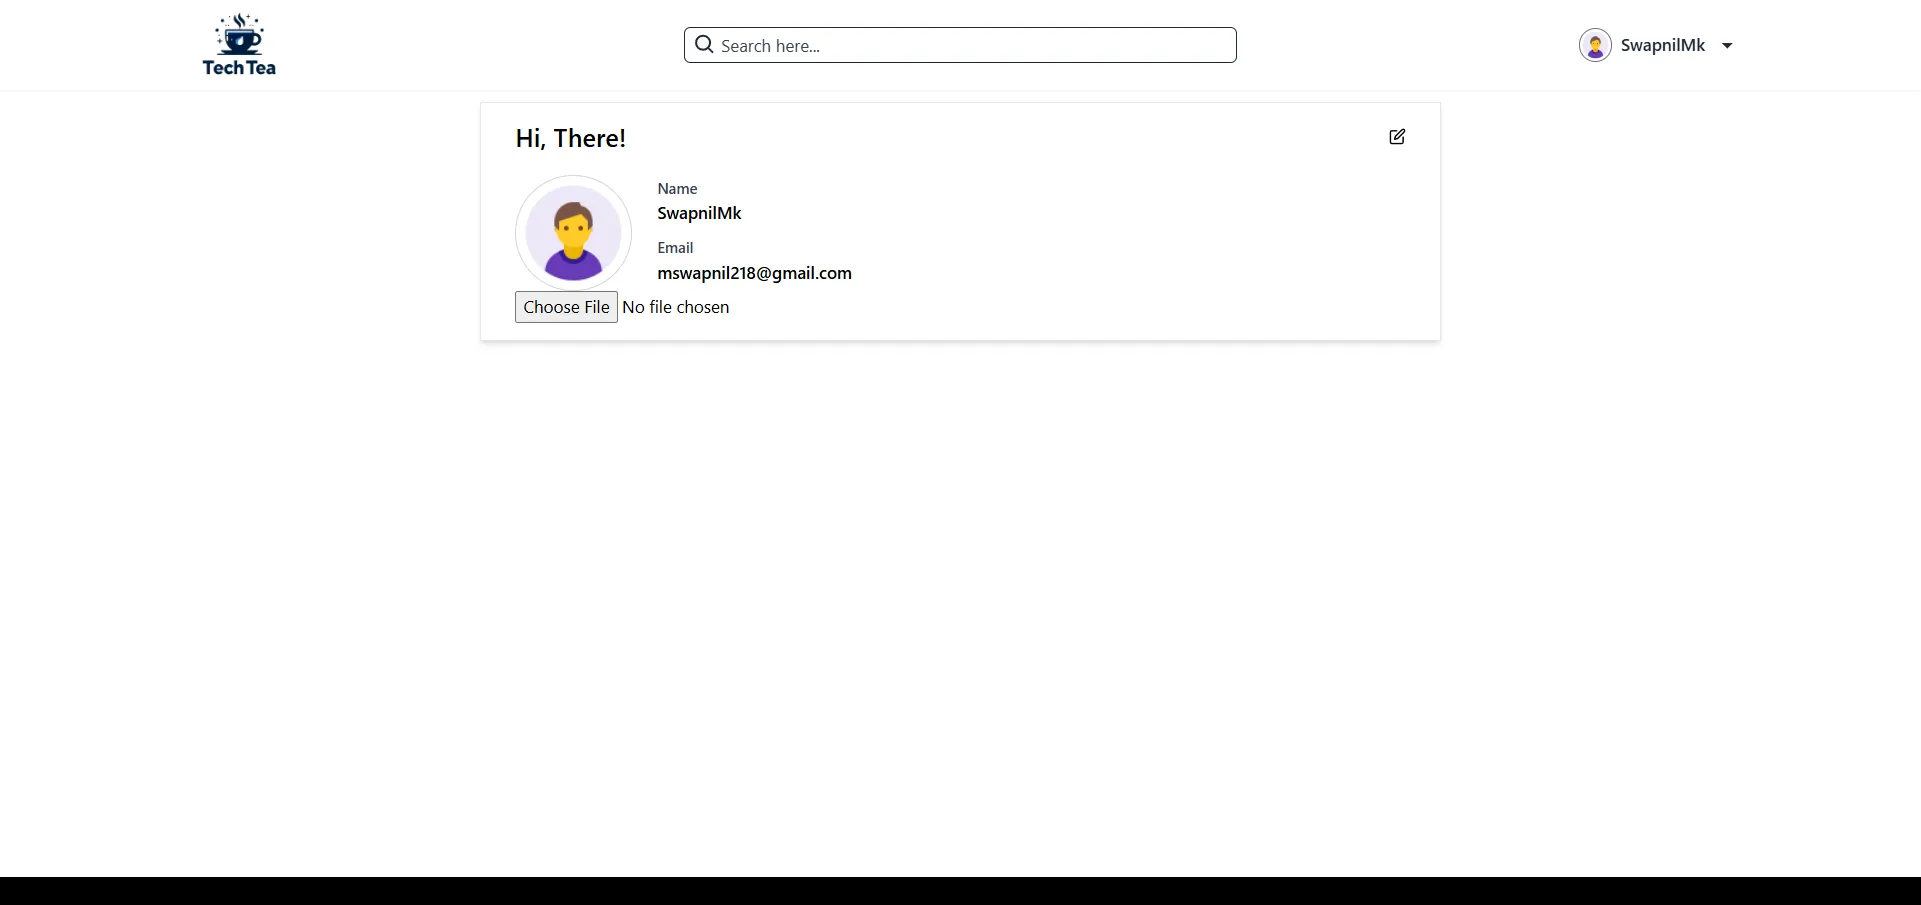 Tech Tea
Search here...
SwapnilMk
Hi, There!
Name
SwapnilMk
Email
mswapnil218@gmail.com
Choose File No file chosen